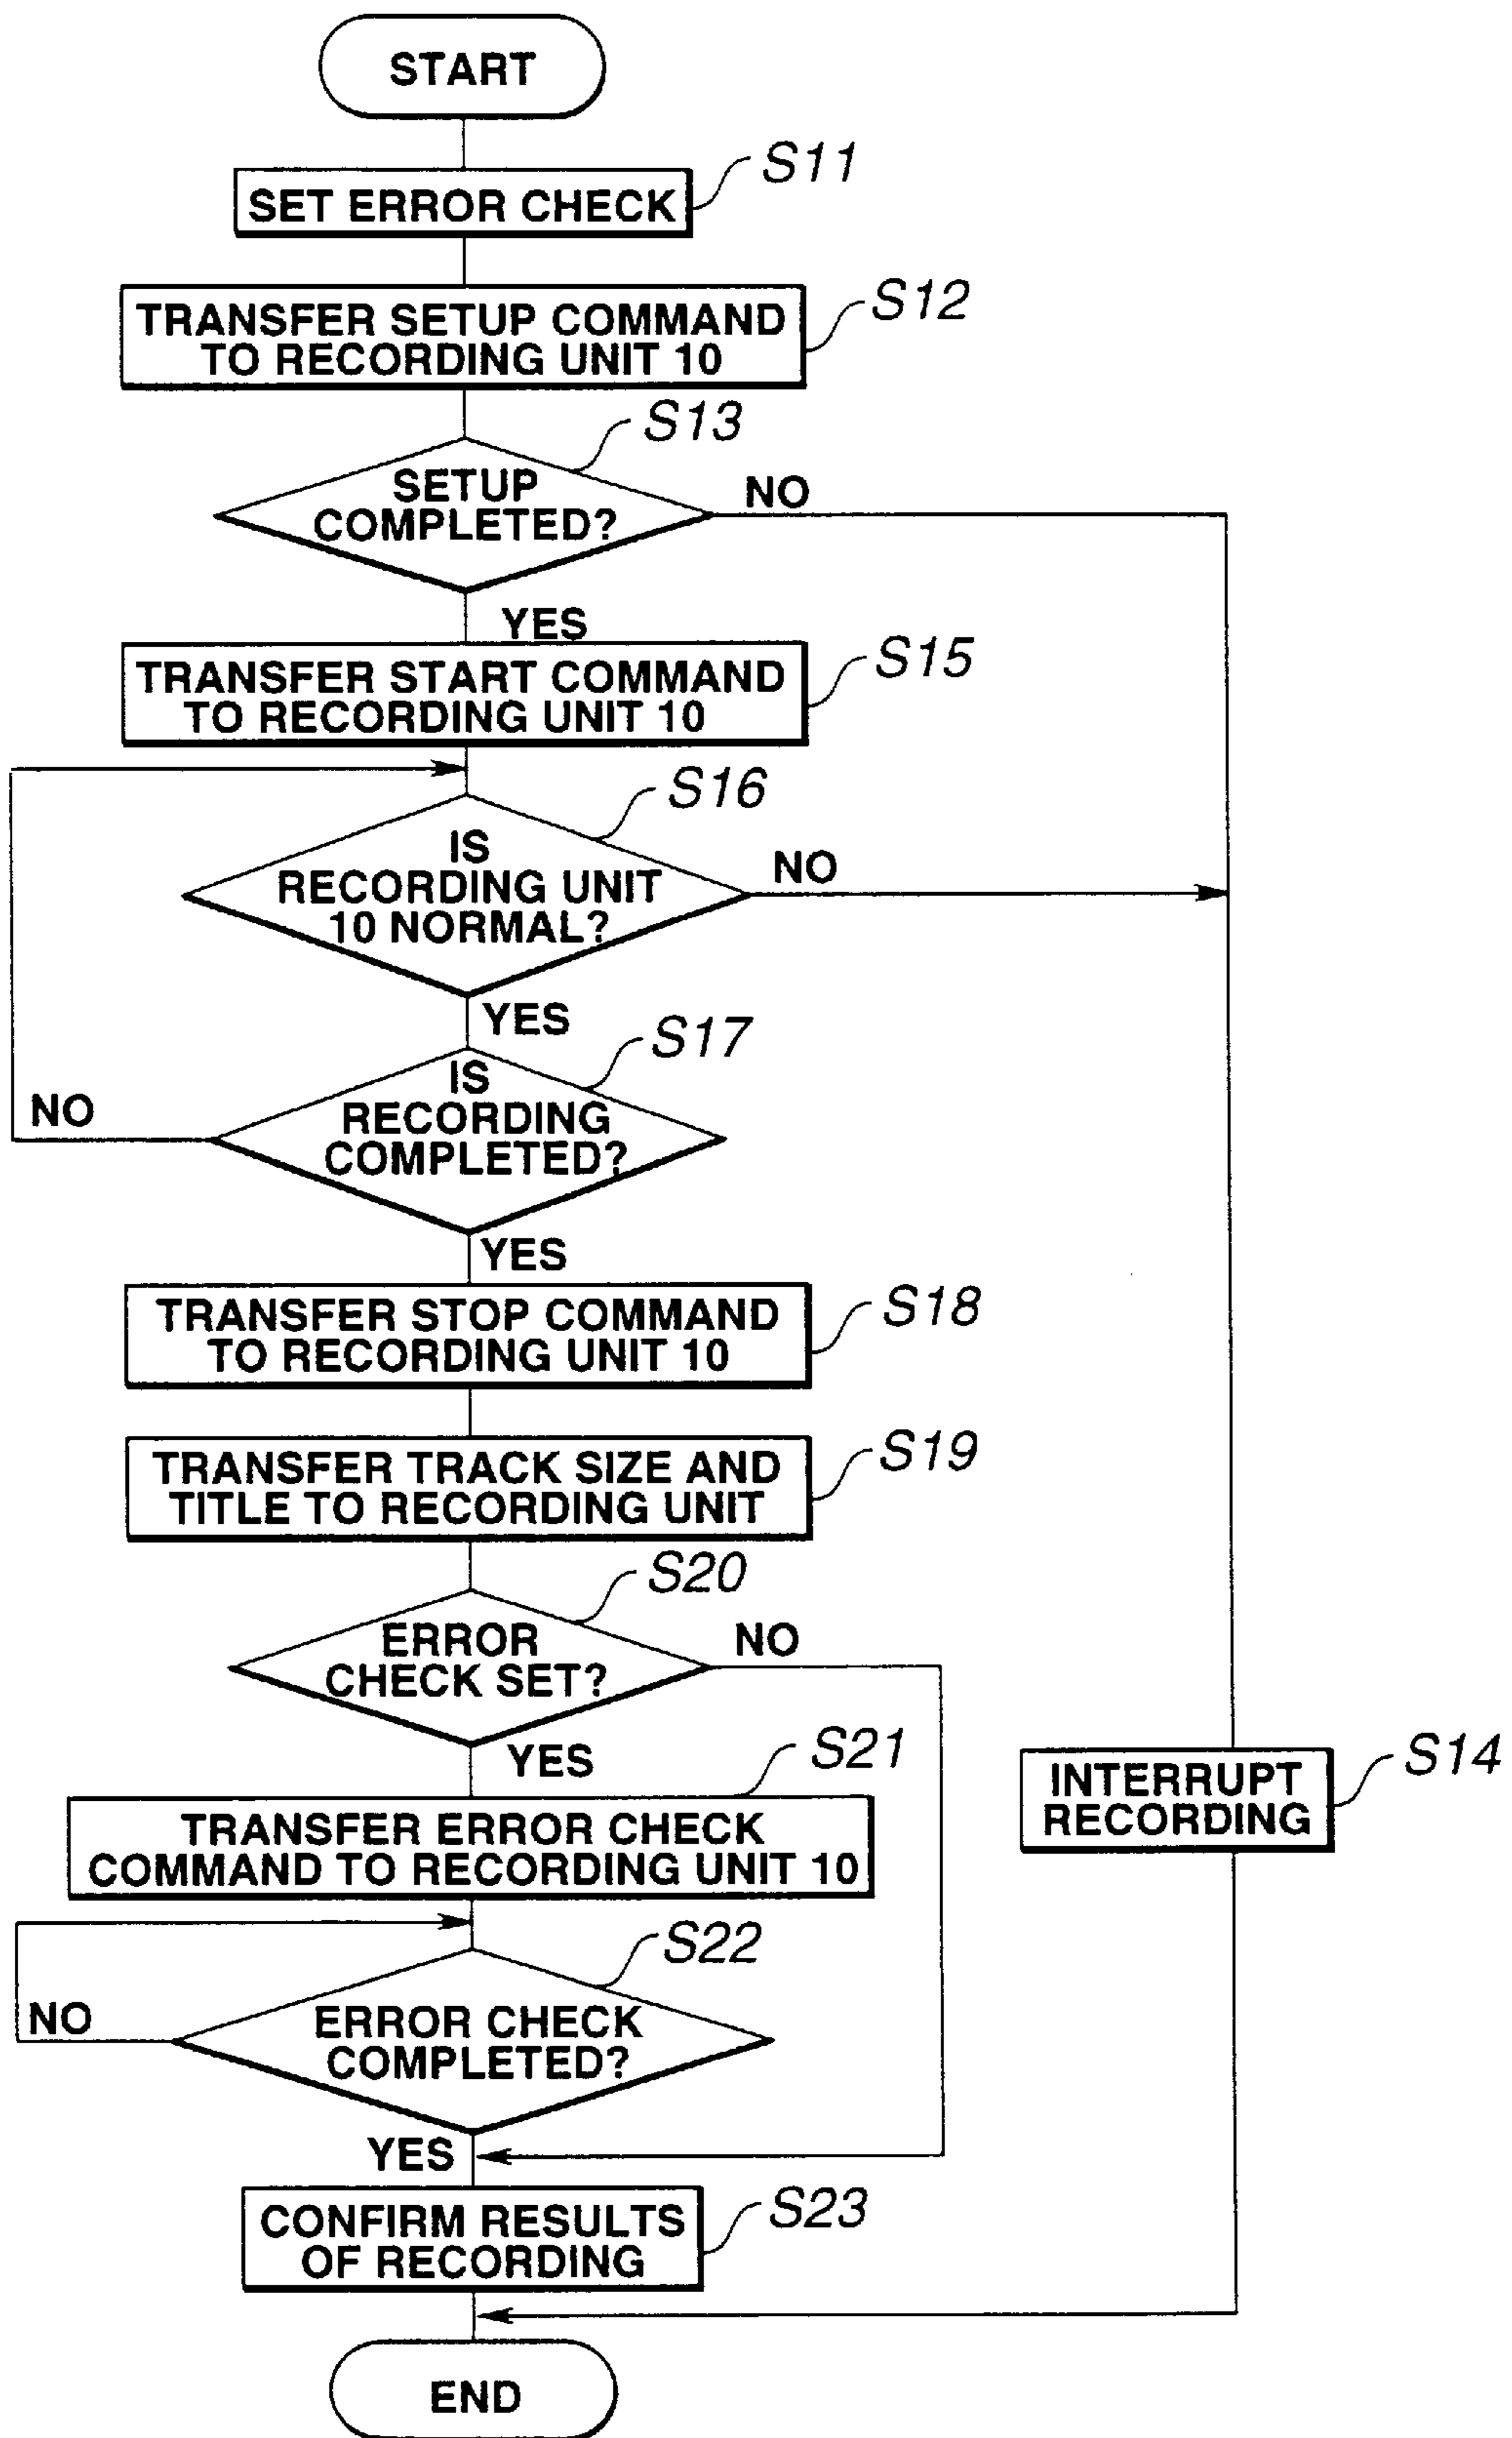 START
S11
SET ERROR CHECK
S12
TRANSFER SETUP COMMAND
TO RECORDING UNIT 10
S13
SETUP
COMPLETED?
NO
YES
S15
TRANSFER START COMMAND
TO RECORDING UNIT 10
S16
IS
RECORDING UNIT
10 NORMAL?
NO
YES
S17
IS
RECORDING
COMPLETED?
NO
YES
S18
TRANSFER STOP COMMAND
TO RECORDING UNIT 10
S19
TRANSFER TRACK SIZE AND
TITLE TO RECORDING UNIT
S20
ERROR
CHECK SET?
NO
YES
S21
TRANSFER ERROR CHECK
COMMAND TO RECORDING UNIT 10
S14
INTERRUPT
RECORDING
S22
ERROR CHECK
COMPLETED?
NO
YES
S23
CONFIRM RESULTS
OF RECORDING
END